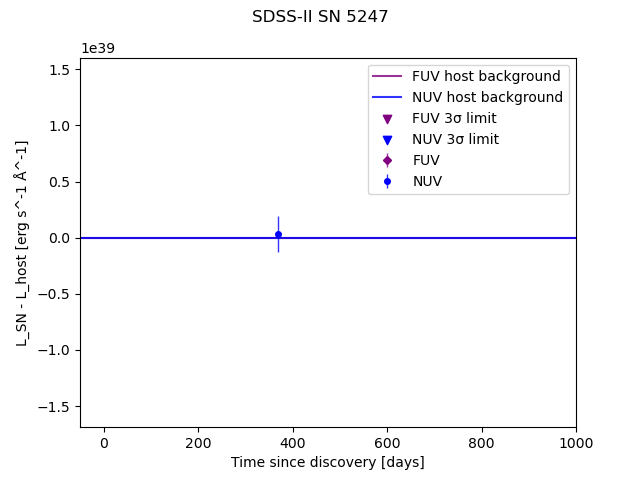 SDSS-II SN 5247
1e39
FUV host background
NUV host background
FUV 3σ limit
NUV 3σ limit
FUV
NUV
1.5
1.0
0.5
0.0
−0.5
−1.0
−1.5
L_SN - L_host [erg s^-1 Å^-1]
0 200 400 600 800 1000
Time since discovery [days]